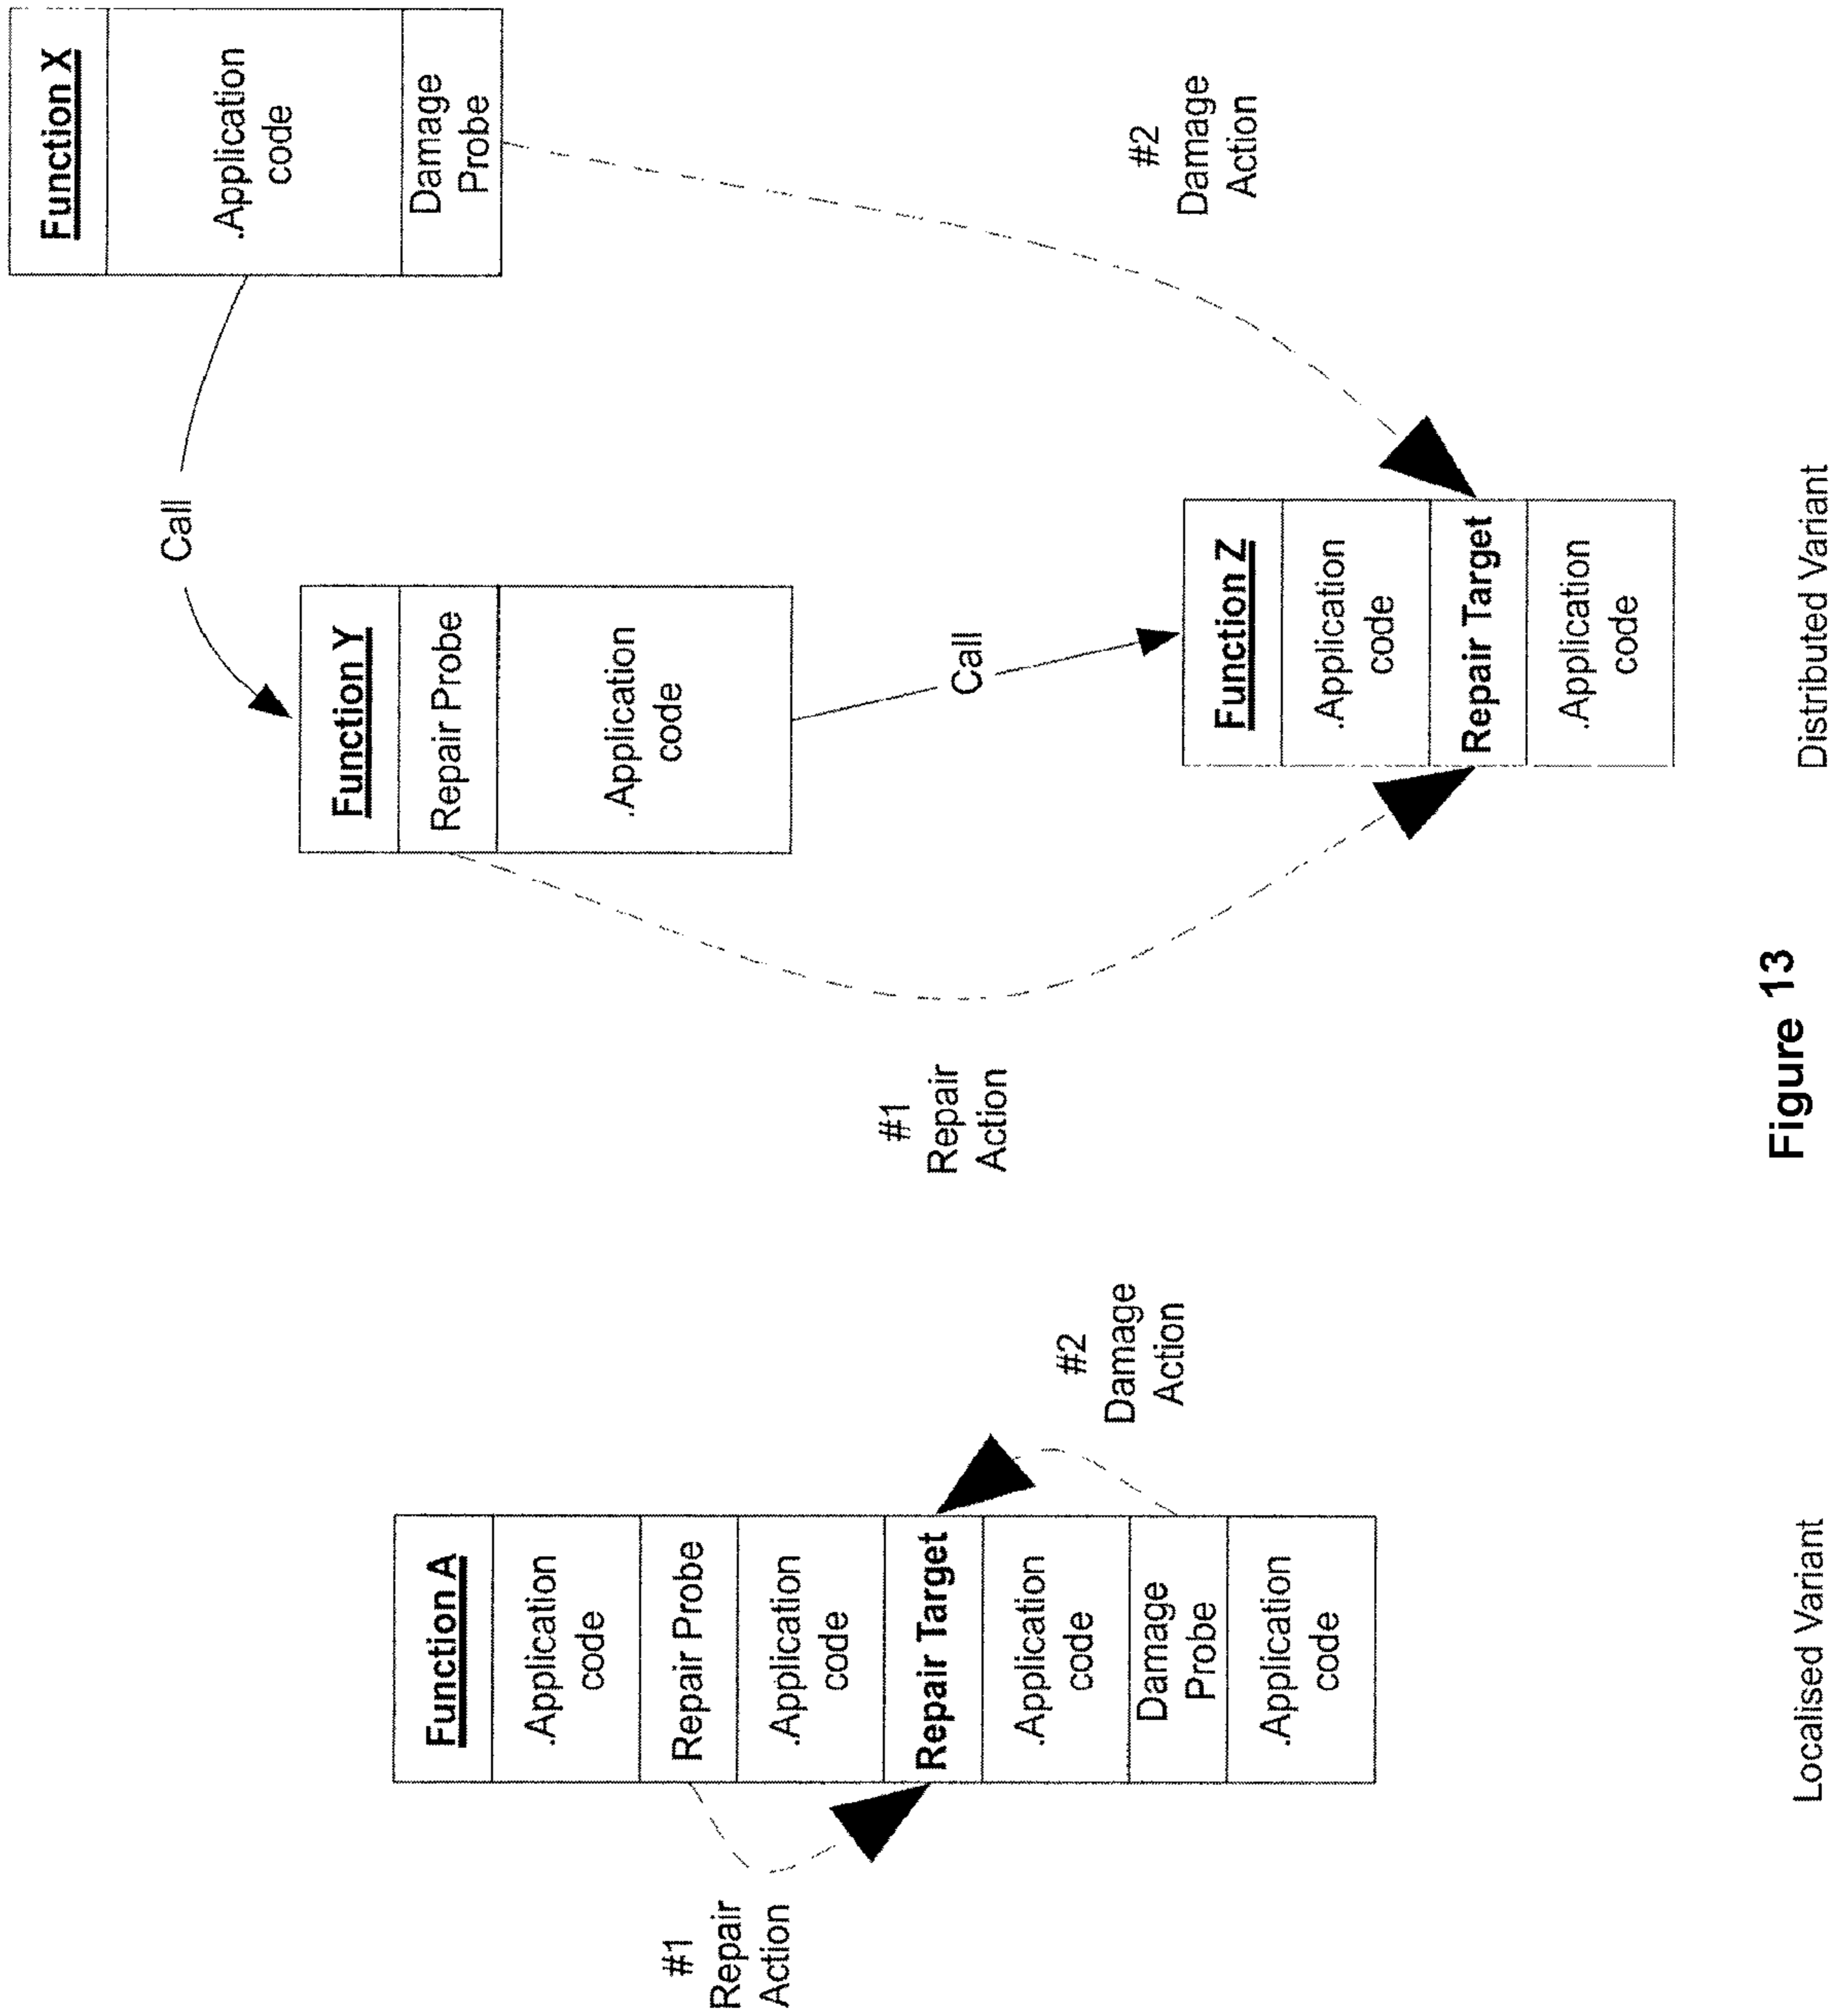 Function A
.Application
code
Repair Probe
.Application
code
Repair Target
.Application
code
Damage
Probe
.Application
code
#1
Repair
Action
#2
Damage
Action
Localised Variant
Function X
.Application
code
Damage
Probe
Call
Function Y
Repair Probe
.Application
code
Call
Function Z
.Application
code
Repair Target
.Application
code
#1
Repair
Action
#2
Damage
Action
Distributed Variant
Figure 13